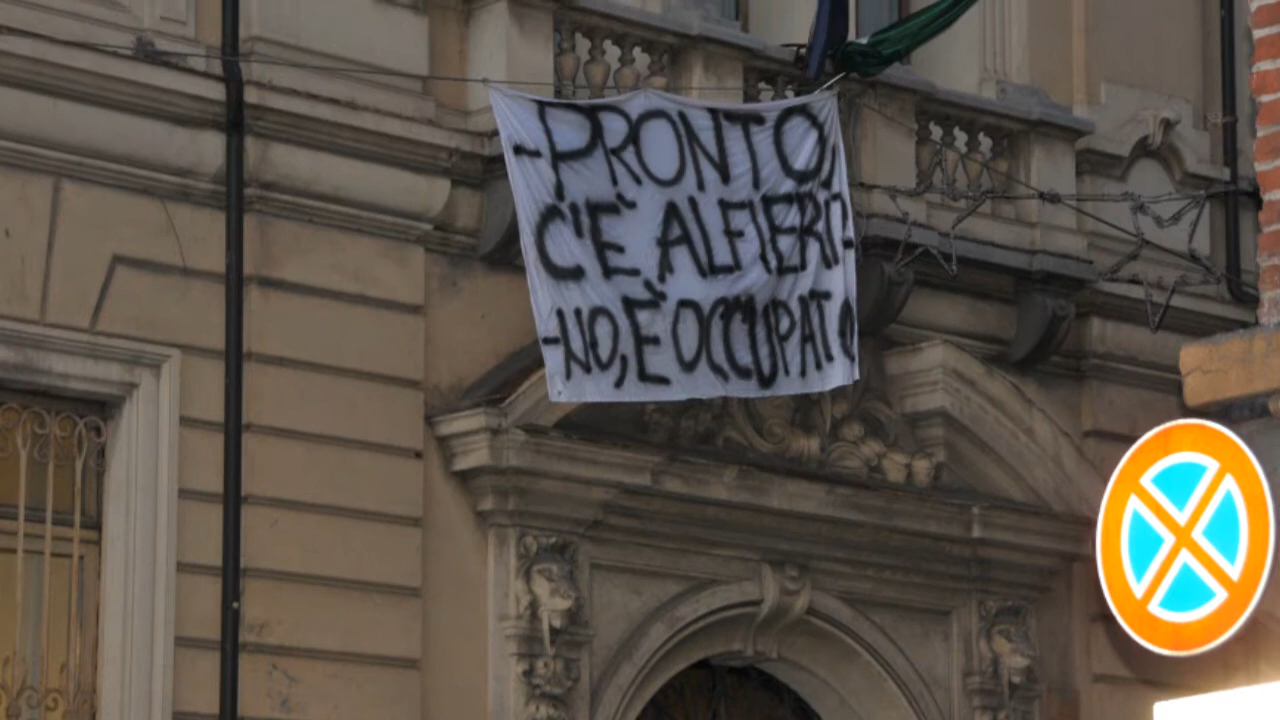 -PRONTO,
C'E' ALFIERI?-
-NO, E' OCCUPATO